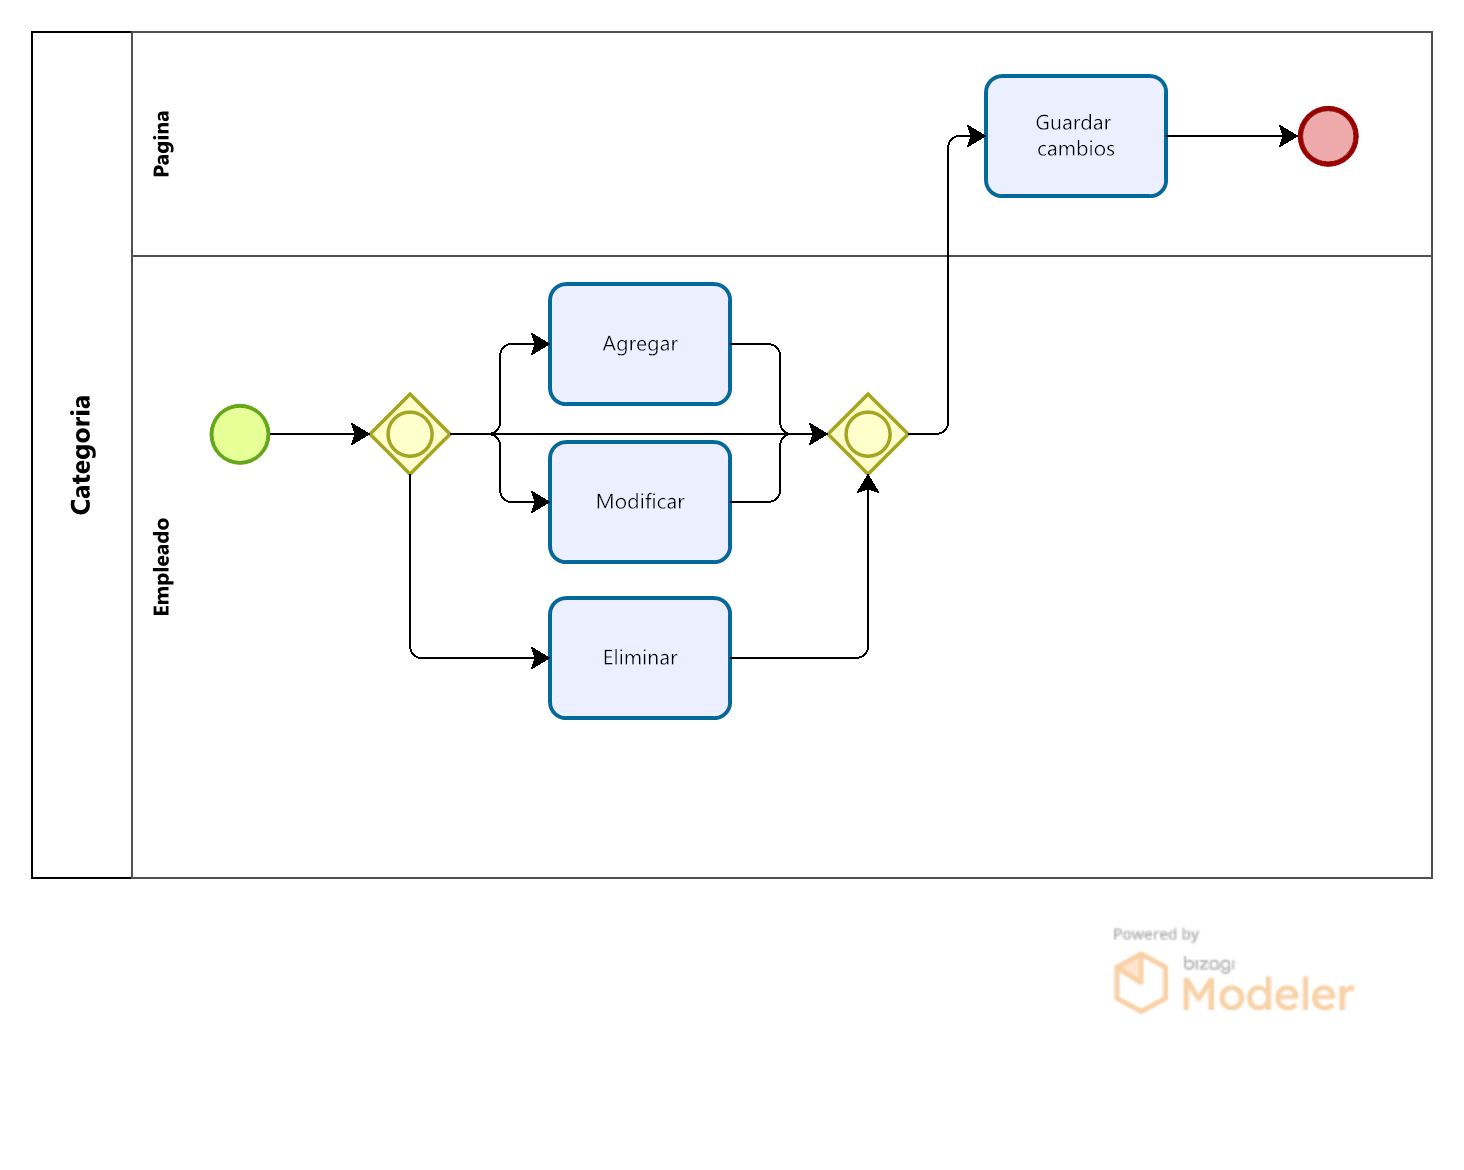 Categoria
Pagina
Guardar
cambios
Empleado
Agregar
Modificar
Eliminar
Powered by
bizagi
Modeler